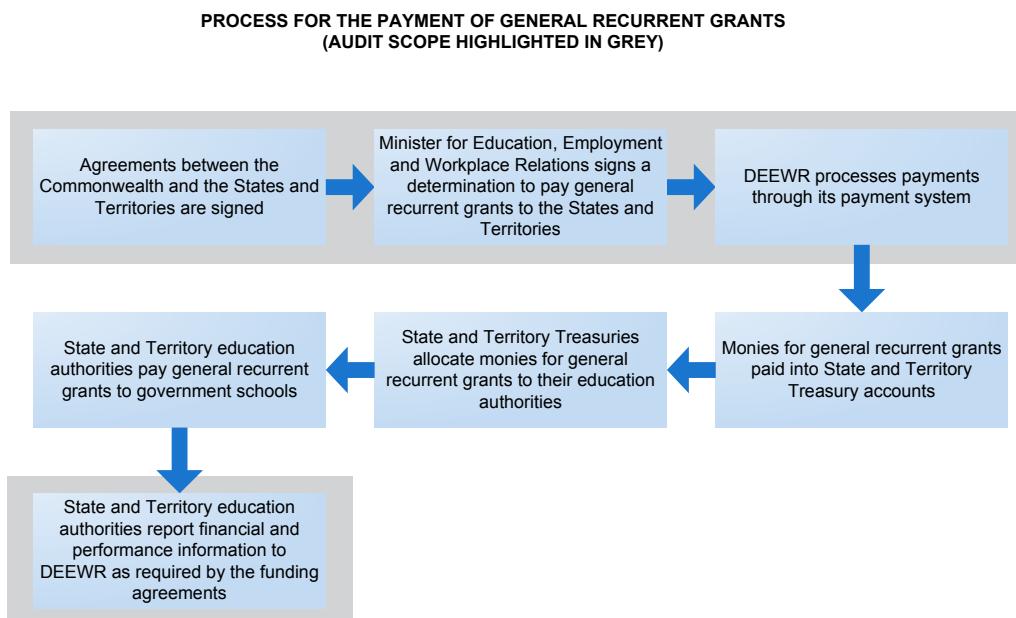 PROCESS FOR THE PAYMENT OF GENERAL RECURRENT GRANTS
(AUDIT SCOPE HIGHLIGHTED IN GREY)
Agreements between the
Commonwealth and the States and
Territories are signed
Minister for Education, Employment
and Workplace Relations signs a
determination to pay general
recurrent grants to the States and
Territories
DEEWR processes payments
through its payment system
Monies for general recurrent grants
paid into State and Territory
Treasury accounts
State and Territory Treasuries
allocate monies for general
recurrent grants to their education
authorities
State and Territory education
authorities pay general recurrent
grants to government schools
State and Territory education
authorities report financial and
performance information to
DEEWR as required by the funding
agreements